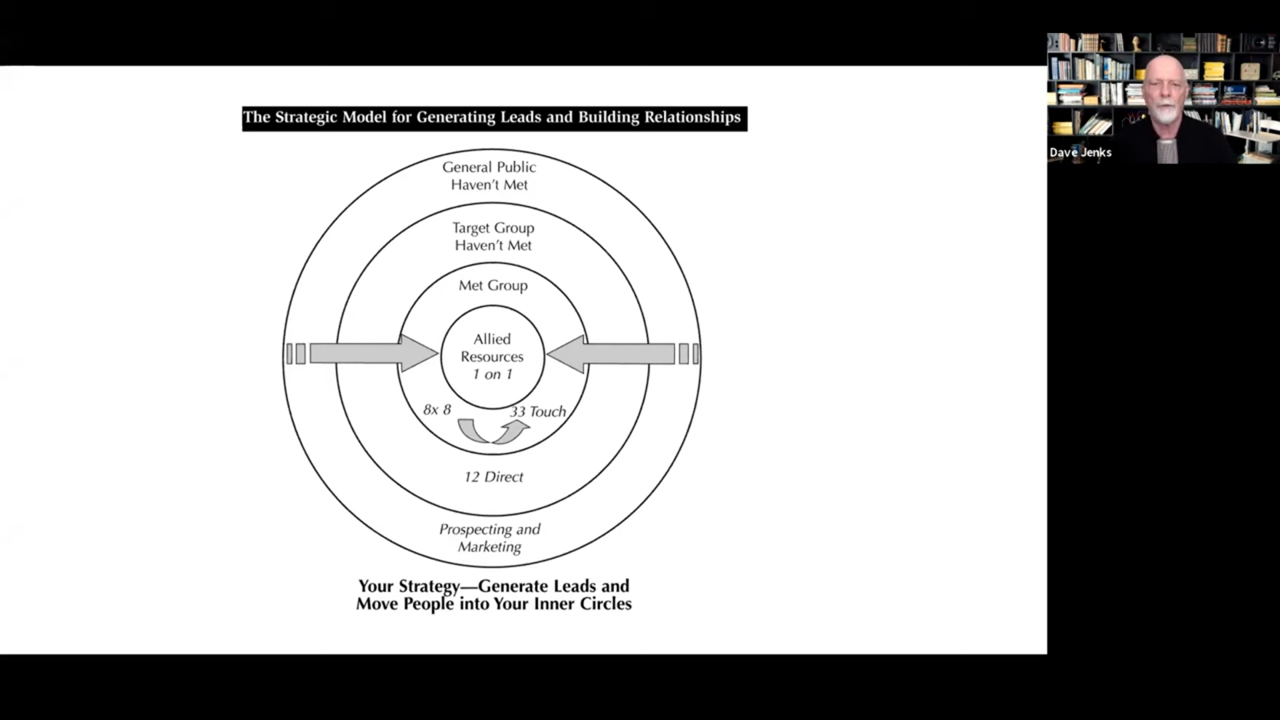 The Strategic Model for Generating Leads and Building Relationships
General Public
Haven't Met
Target Group
Haven't Met
Met Group
Allied
Resources
1 on 1
8x 8
33 Touch
12 Direct
Prospecting and
Marketing
Your Strategy—Generate Leads and
Move People into Your Inner Circles
Dave Jenks